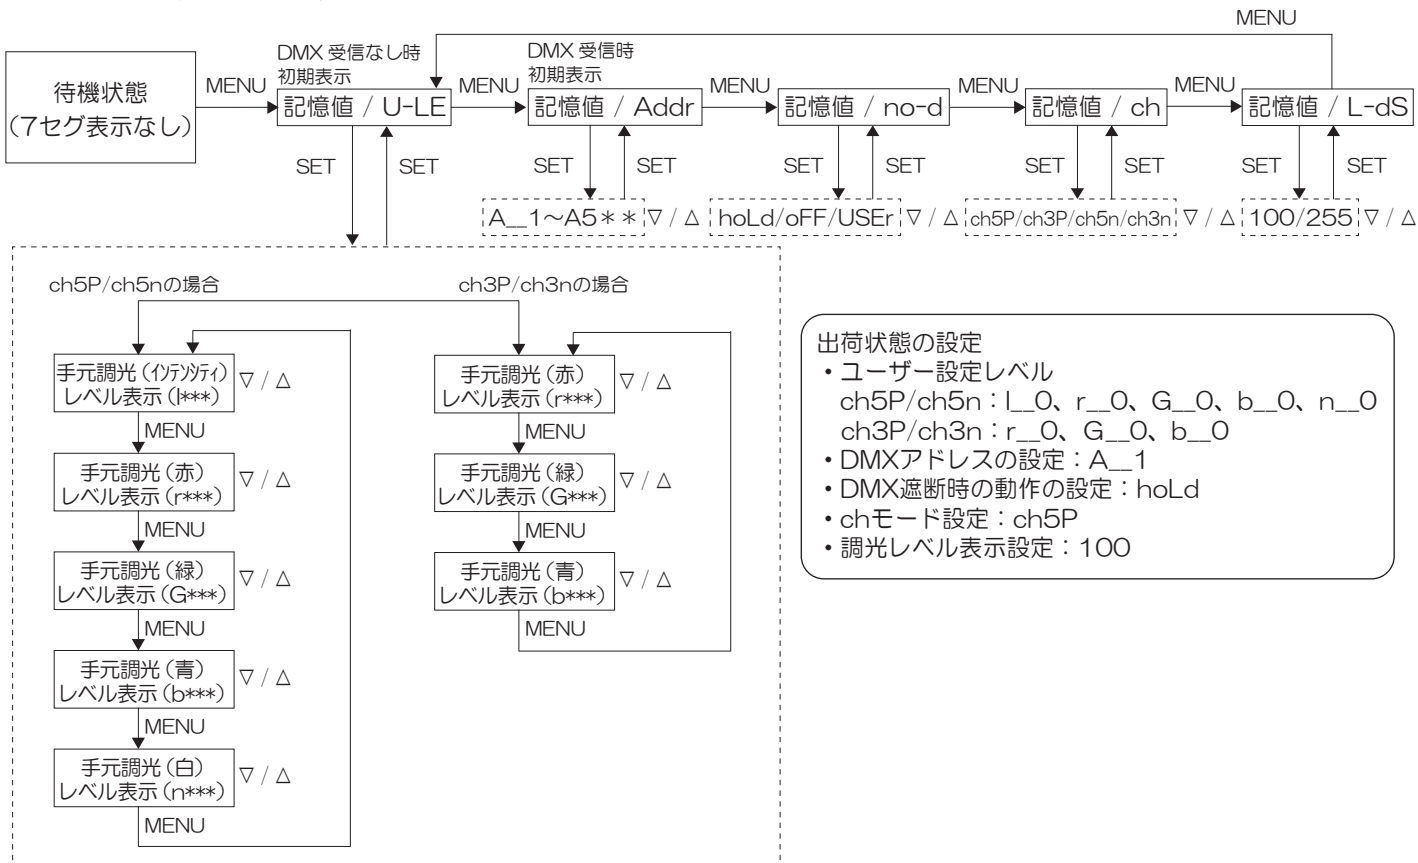 MENU
DMX 受信なし時
初期表示
DMX 受信時
初期表示
待機状態
(7セグ表示なし)
MENU
記憶値 / U-LE
MENU
記憶値 / Addr
MENU
記憶値 / no-d
MENU
記憶値 / ch
MENU
記憶値 / L-dS
SET
SET
SET
SET
SET
SET
SET
SET
SET
SET
A__1～A5＊＊ ▽ / △
hoLd/oFF/USEr ▽ / △
ch5P/ch3P/ch5n/ch3n ▽ / △
100/255 ▽ / △
ch5P/ch5nの場合
手元調光（インテンシティ）
レベル表示（I***）
▽ / △
MENU
手元調光（赤）
レベル表示（r***）
▽ / △
MENU
手元調光（緑）
レベル表示（G***）
▽ / △
MENU
手元調光（青）
レベル表示（b***）
▽ / △
MENU
手元調光（白）
レベル表示（n***）
▽ / △
MENU
ch3P/ch3nの場合
手元調光（赤）
レベル表示（r***）
▽ / △
MENU
手元調光（緑）
レベル表示（G***）
▽ / △
MENU
手元調光（青）
レベル表示（b***）
▽ / △
MENU
出荷状態の設定
・ユーザー設定レベル
ch5P/ch5n：I__0、r__0、G__0、b__0、n__0
ch3P/ch3n：r__0、G__0、b__0
・DMXアドレスの設定：A__1
・DMX遮断時の動作の設定：hoLd
・chモード設定：ch5P
・調光レベル表示設定：100